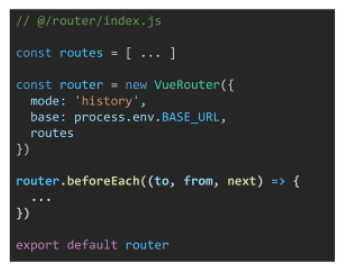 // @/router/index.js
const routes = [ ... ]
const router = new VueRouter({
mode: 'history',
base: process.env.BASE_URL,
routes
})
router.beforeEach((to, from, next) => {
...
})
export default router